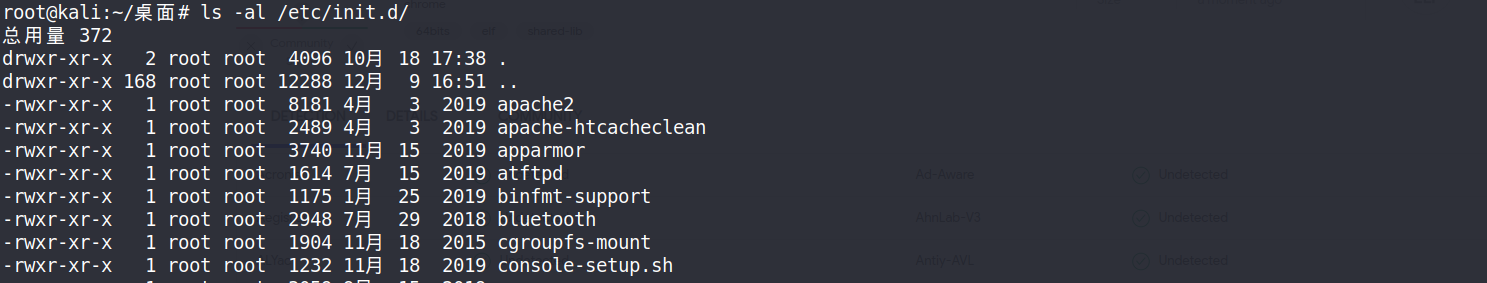 root@kali:~/桌面# ls -al /etc/init.d/
总用量 372
drwxr-xr-x   2 root root  4096 10月 18 17:38 .
drwxr-xr-x 168 root root 12288 12月  9 16:51 ..
-rwxr-xr-x   1 root root  8181 4月   3  2019 apache2
-rwxr-xr-x   1 root root  2489 4月   3  2019 apache-htcacheclean
-rwxr-xr-x   1 root root  3740 11月 15  2019 apparmor
-rwxr-xr-x   1 root root  1614 7月  15  2019 atftpd
Ad-Aware Undetected
-rwxr-xr-x   1 root root  1175 1月  25  2019 binfmt-support
-rwxr-xr-x   1 root root  2948 7月  29  2018 bluetooth
AhnLab-V3 Undetected
-rwxr-xr-x   1 root root  1904 11月 18  2015 cgroupfs-mount
-rwxr-xr-x   1 root root  1232 11月 18  2019 console-setup.sh
Antiy-AVL Undetected